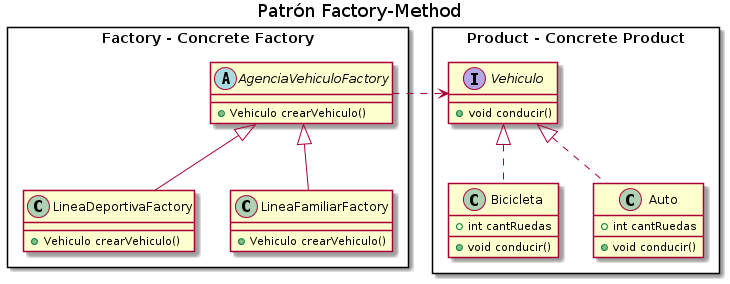 Patrón Factory-Method
Factory - Concrete Factory
Product - Concrete Product
A AgenciaVehiculoFactory
Vehiculo crearVehiculo()
I Vehiculo
void conducir()
C LineaDeportivaFactory
Vehiculo crearVehiculo()
C LineaFamiliarFactory
Vehiculo crearVehiculo()
C Bicicleta
int cantRuedas
void conducir()
C Auto
int cantRuedas
void conducir()